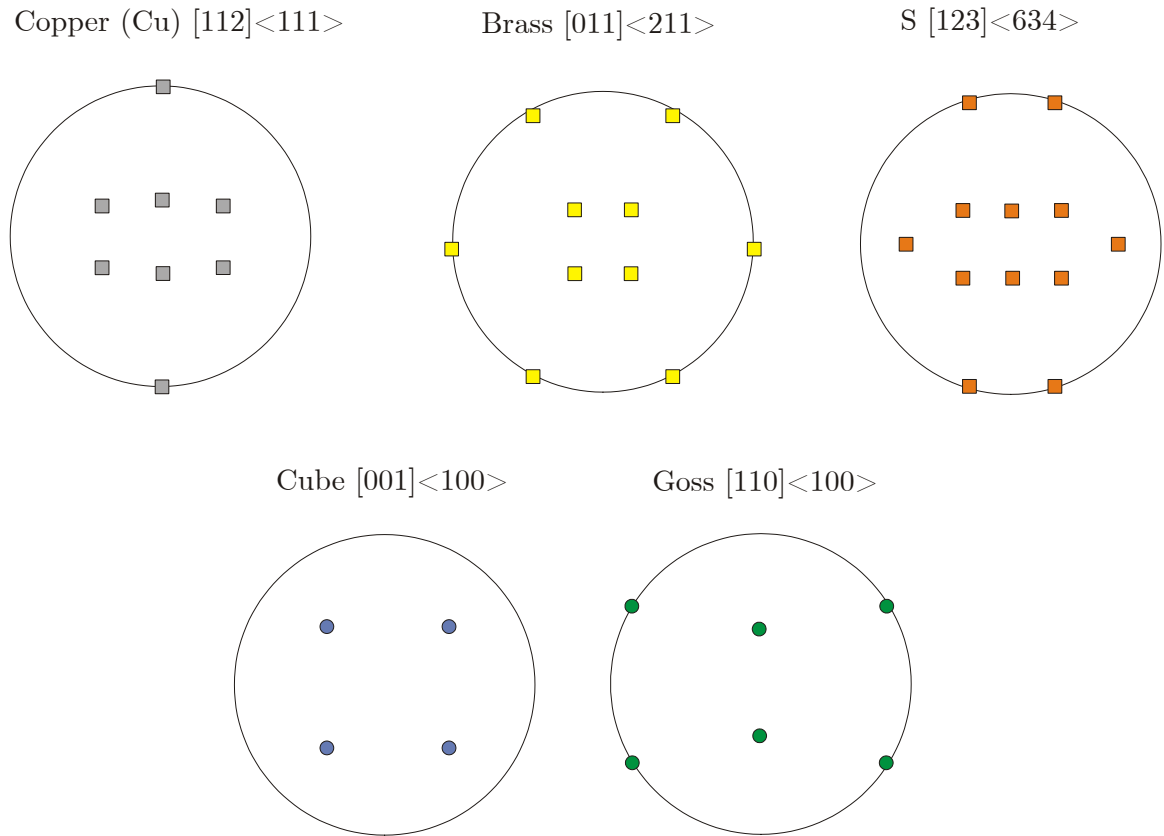 Copper (Cu) [112]<111>
Brass [011]<211>
S [123]<634>
Cube [001]<100>
Goss [110]<100>